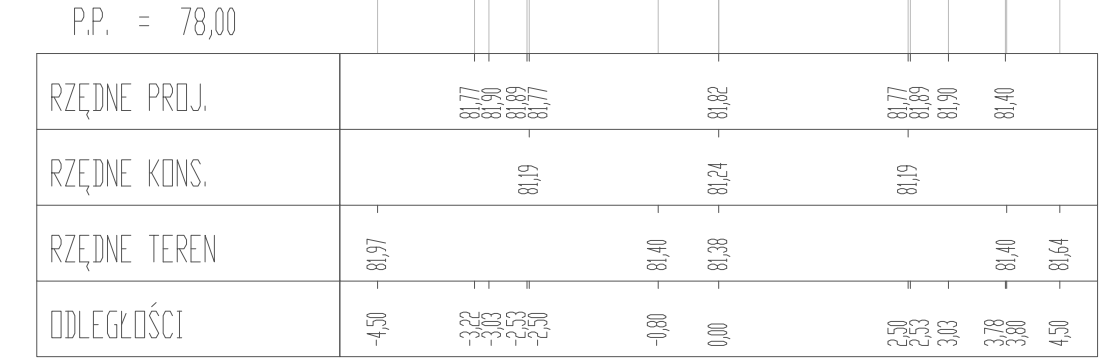 P.P. = 78,00
RZĘDNE PROJ. 81,77 81,90 81,89 81,77 81,82 81,77 81,89 81,90 81,40
RZĘDNE KONS. 81,19 81,24 81,19
RZĘDNE TEREN 81,97 81,40 81,38 81,40 81,64
ODLEGŁOŚCI -4,50 -3,22 -3,03 -2,53 -2,50 -0,80 0,00 2,50 2,53 3,03 3,78 3,80 4,50